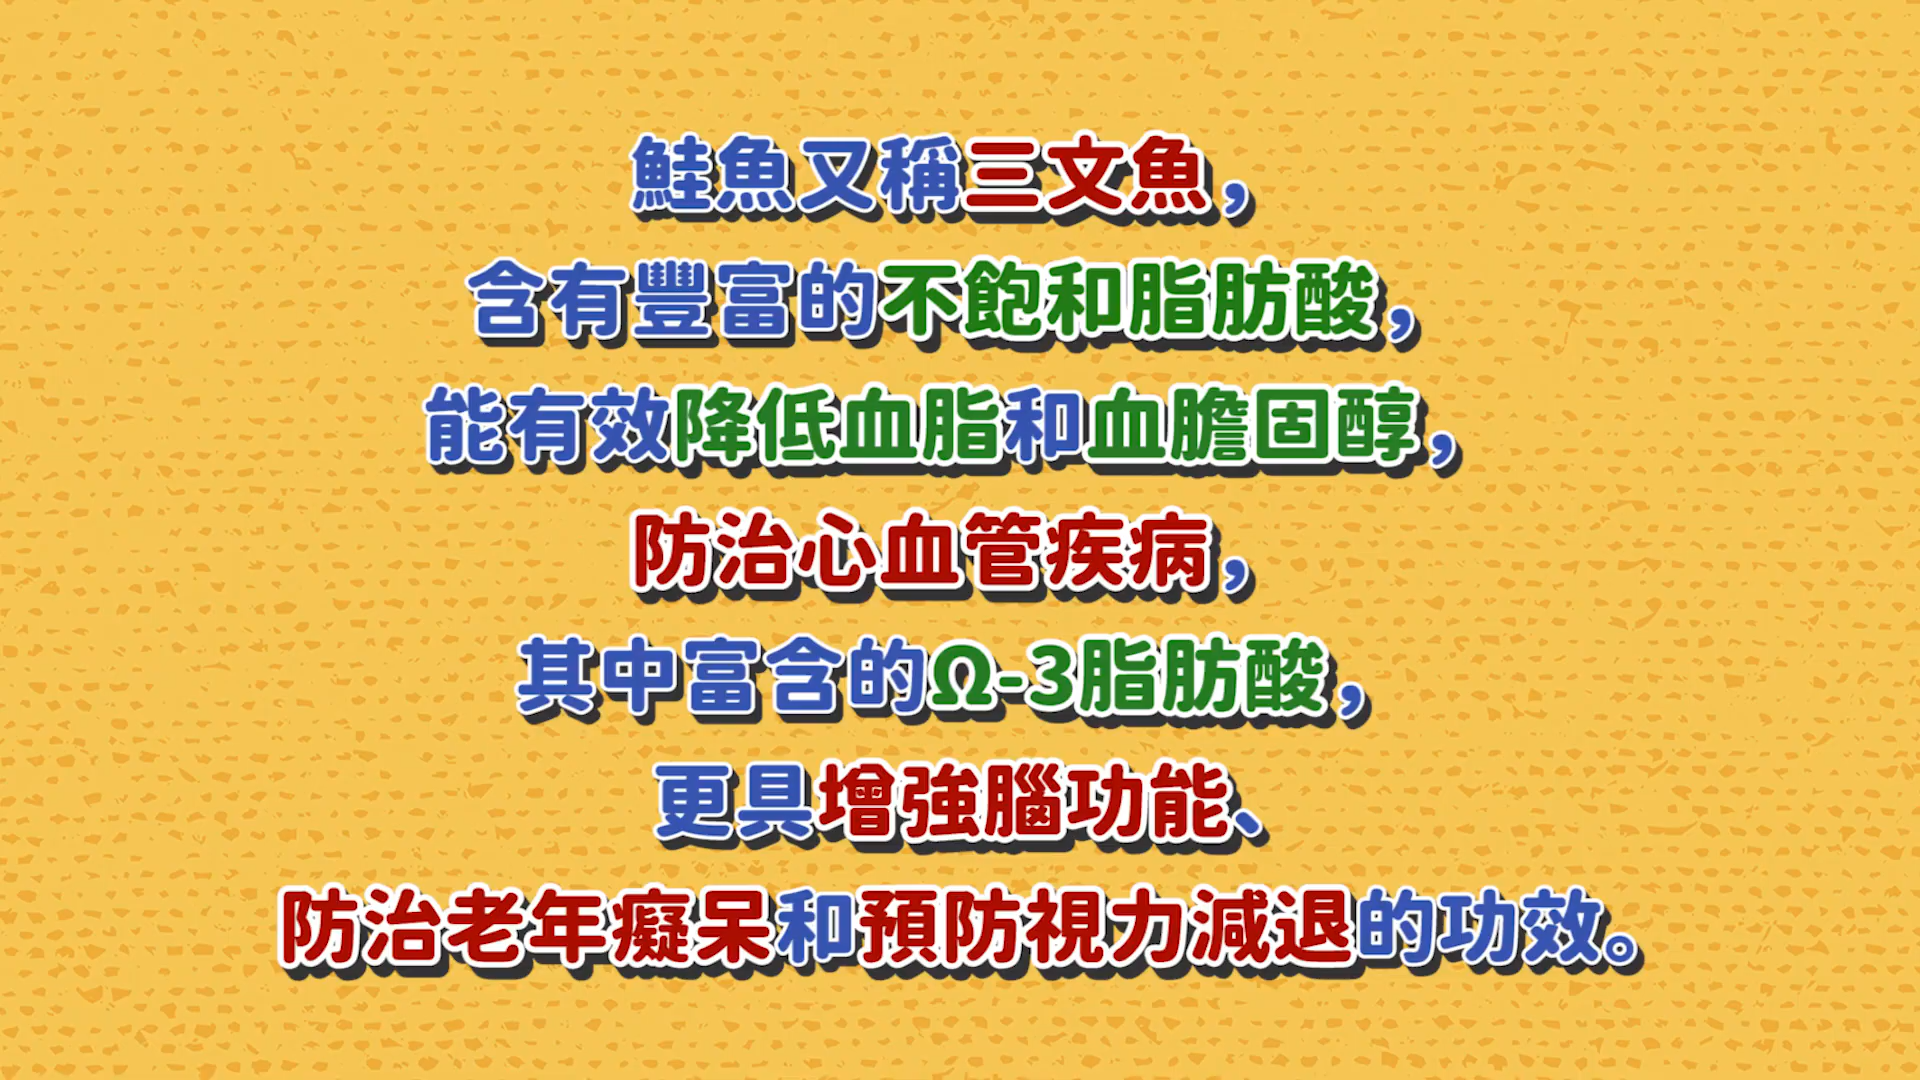 鮭魚又稱三文魚，
含有豐富的不飽和脂肪酸，
能有效降低血脂和血膽固醇，
防治心血管疾病，
其中富含的Ω-3脂肪酸，
更具增強腦功能、
防治老年癡呆和預防視力減退的功效。